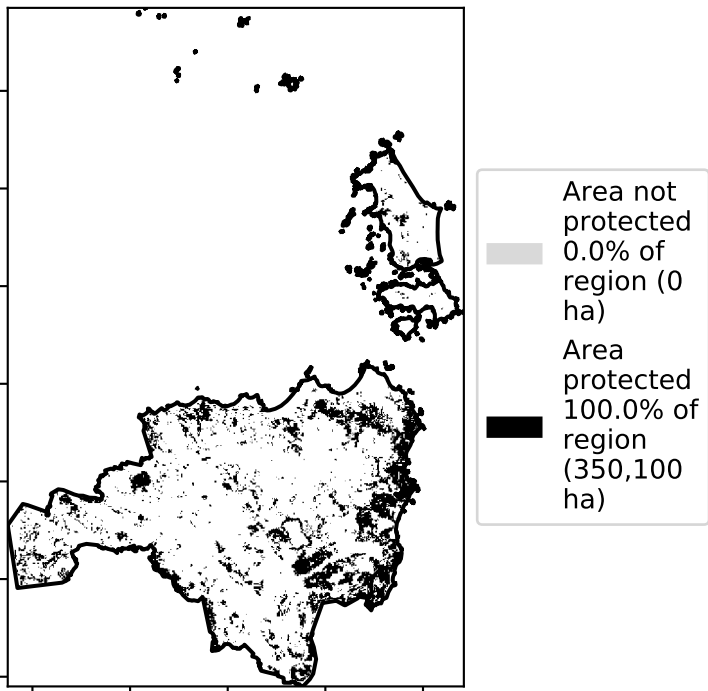 Area not
protected
0.0% of
region (0
ha)
Area
protected
100.0% of
region
(350,100
ha)